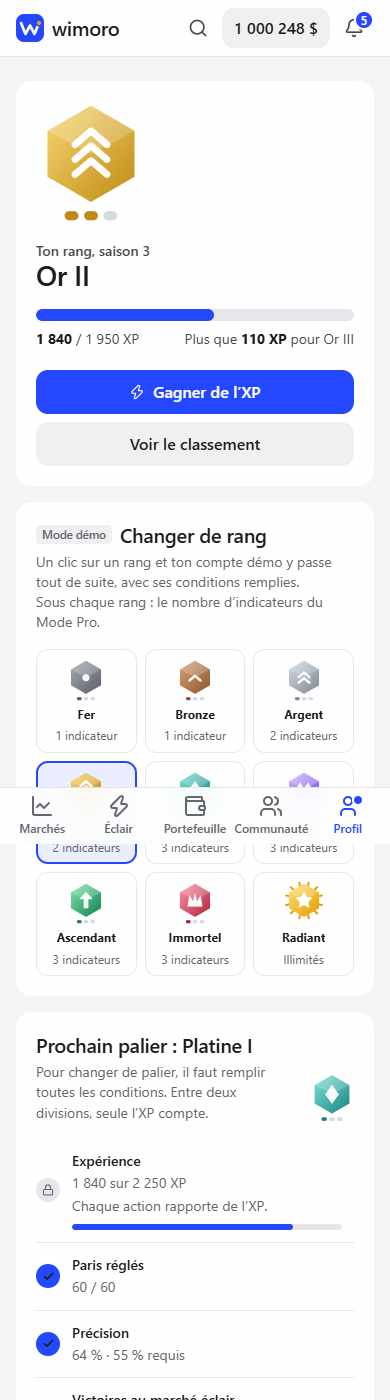 wimoro
1 000 248 $
5
Ton rang, saison 3
Or II
1 840 / 1 950 XP
Plus que 110 XP pour Or III
Gagner de l'XP
Voir le classement
Mode démo Changer de rang
Un clic sur un rang et ton compte démo y passe
tout de suite, avec ses conditions remplies.
Sous chaque rang : le nombre d'indicateurs du
Mode Pro.
Fer
Bronze
Argent
1 indicateur
1 indicateur
2 indicateurs
Marchés
Éclair
Portefeuille
Communauté
Profil
2 indicateurs
3 indicateurs
3 indicateurs
Ascendant
Immortel
Radiant
3 indicateurs
3 indicateurs
Illimités
Prochain palier : Platine I
Pour changer de palier, il faut remplir
toutes les conditions. Entre deux
divisions, seule l'XP compte.
Expérience
1 840 sur 2 250 XP
Chaque action rapporte de l'XP.
Paris réglés
60 / 60
Précision
64 % · 55 % requis